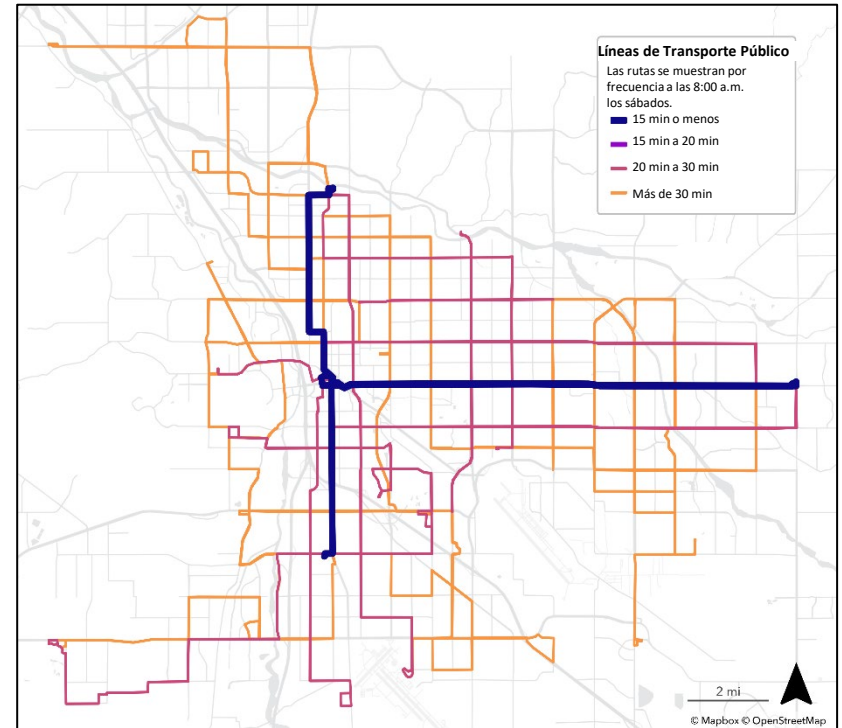 Líneas de Transporte Público
Las rutas se muestran por
frecuencia a las 8:00 a.m.
los sábados.
15 min o menos
15 min a 20 min
20 min a 30 min
Más de 30 min
2 mi
© Mapbox © OpenStreetMap